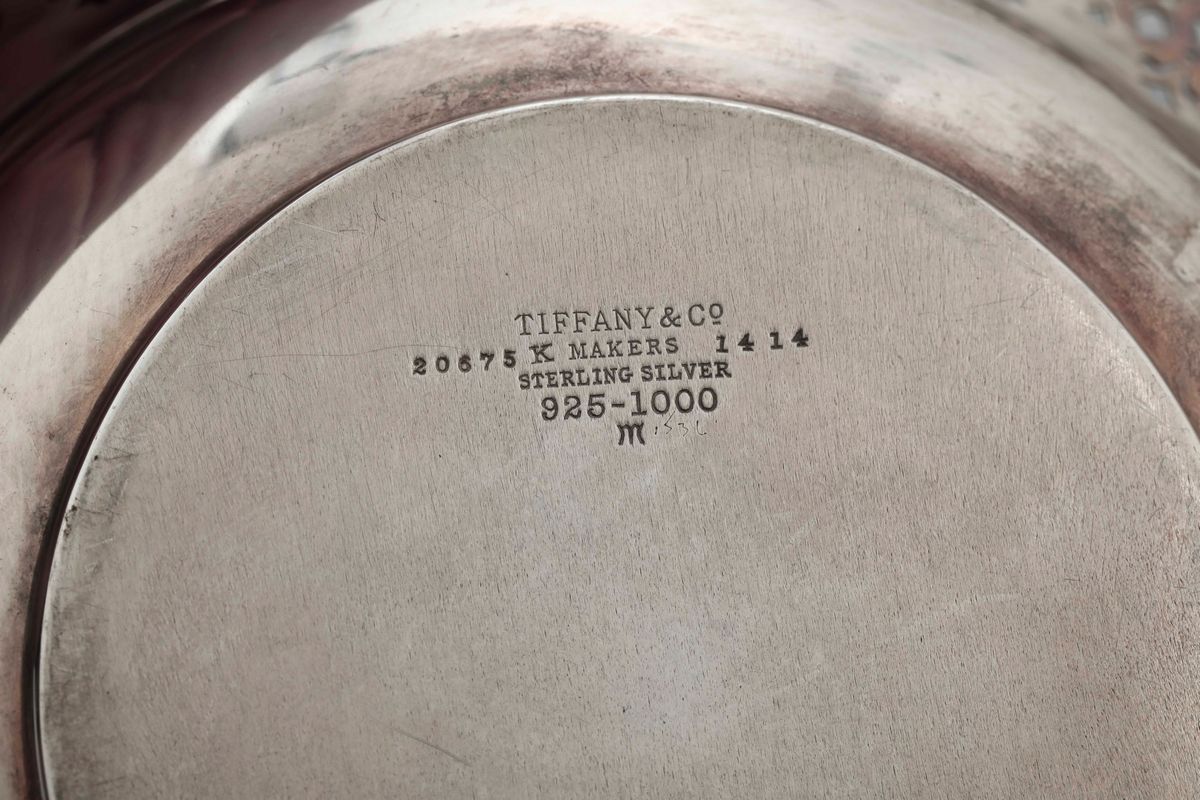 TIFFANY & Cº
20675 K MAKERS 1414
STERLING SILVER
925-1000
m